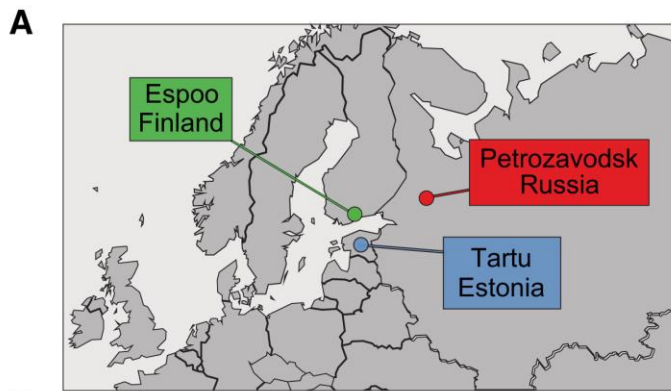 A
Espoo
Finland
Petrozavodsk
Russia
Tartu
Estonia